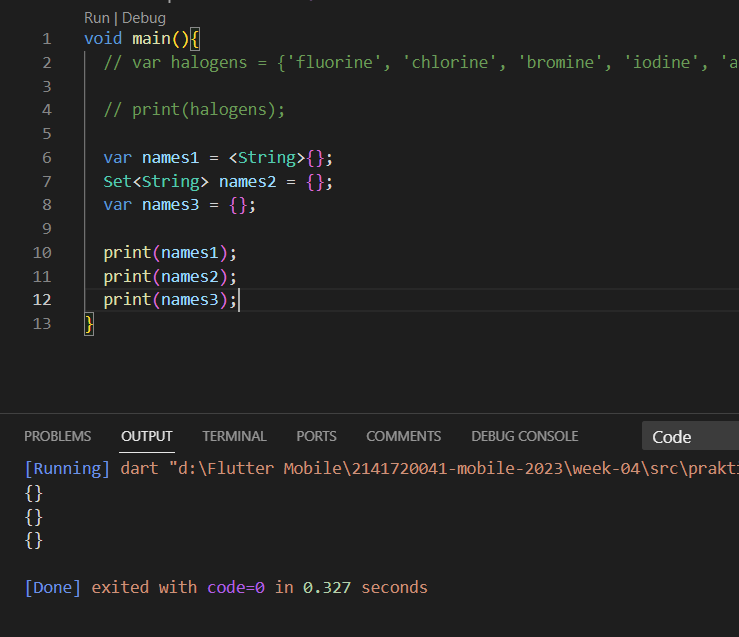 Run | Debug
1 void main(){
2 // var halogens = {'fluorine', 'chlorine', 'bromine', 'iodine', 'a
3
4 // print(halogens);
5
6 var names1 = <String>{};
7 Set<String> names2 = {};
8 var names3 = {};
9
10 print(names1);
11 print(names2);
12 print(names3);
13 }
PROBLEMS OUTPUT TERMINAL PORTS COMMENTS DEBUG CONSOLE Code
[Running] dart "d:\Flutter Mobile\2141720041-mobile-2023\week-04\src\prakti
{}
{}
{}
[Done] exited with code=0 in 0.327 seconds